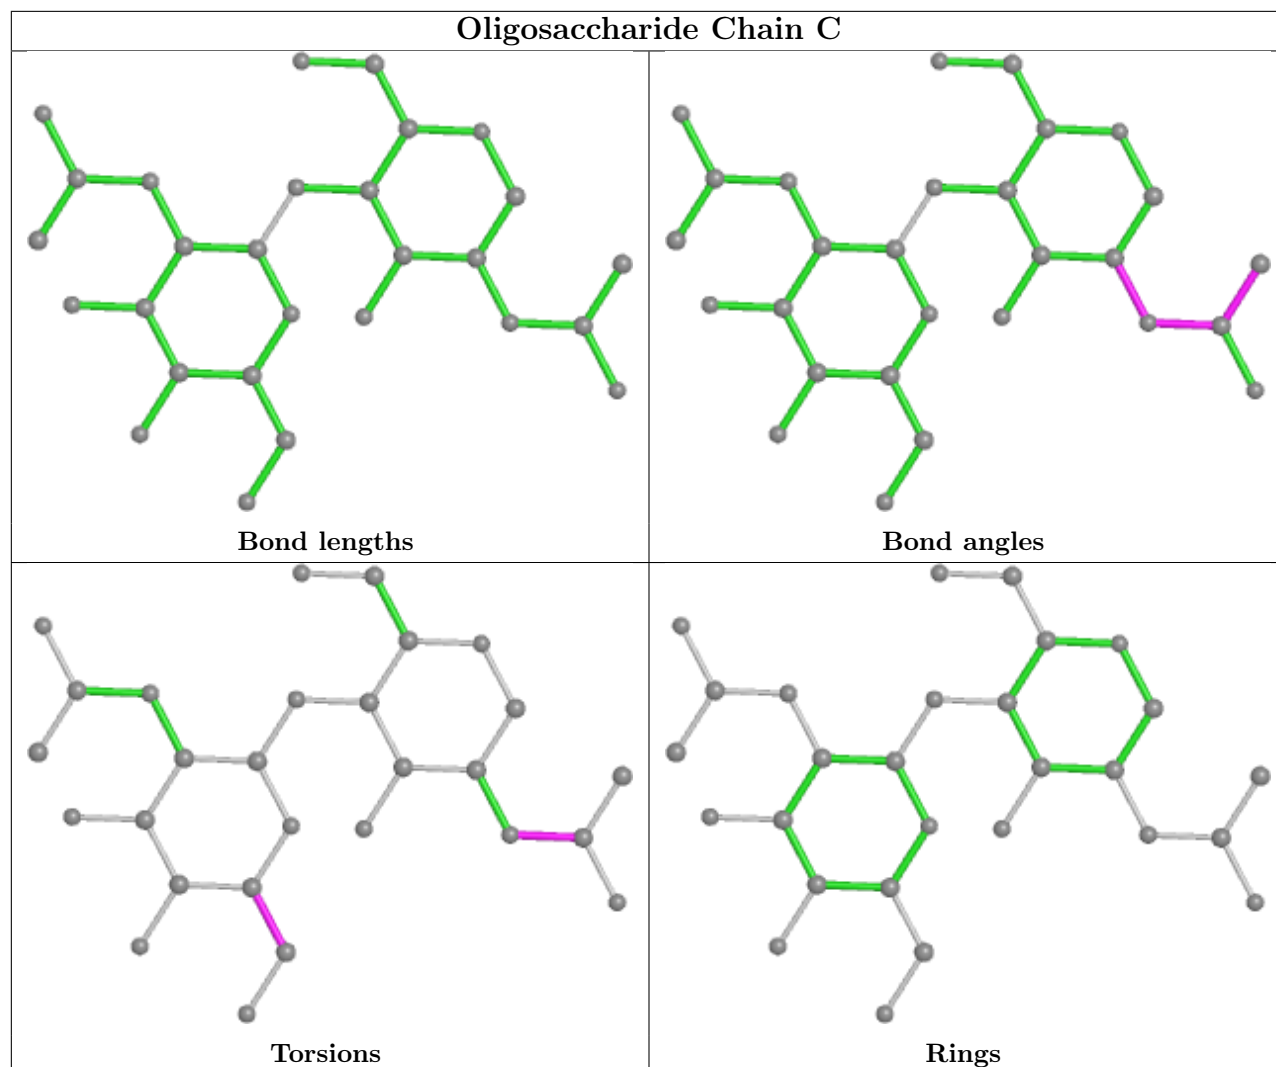 Oligosaccharide Chain C
Bond lengths
Bond angles
Torsions
Rings